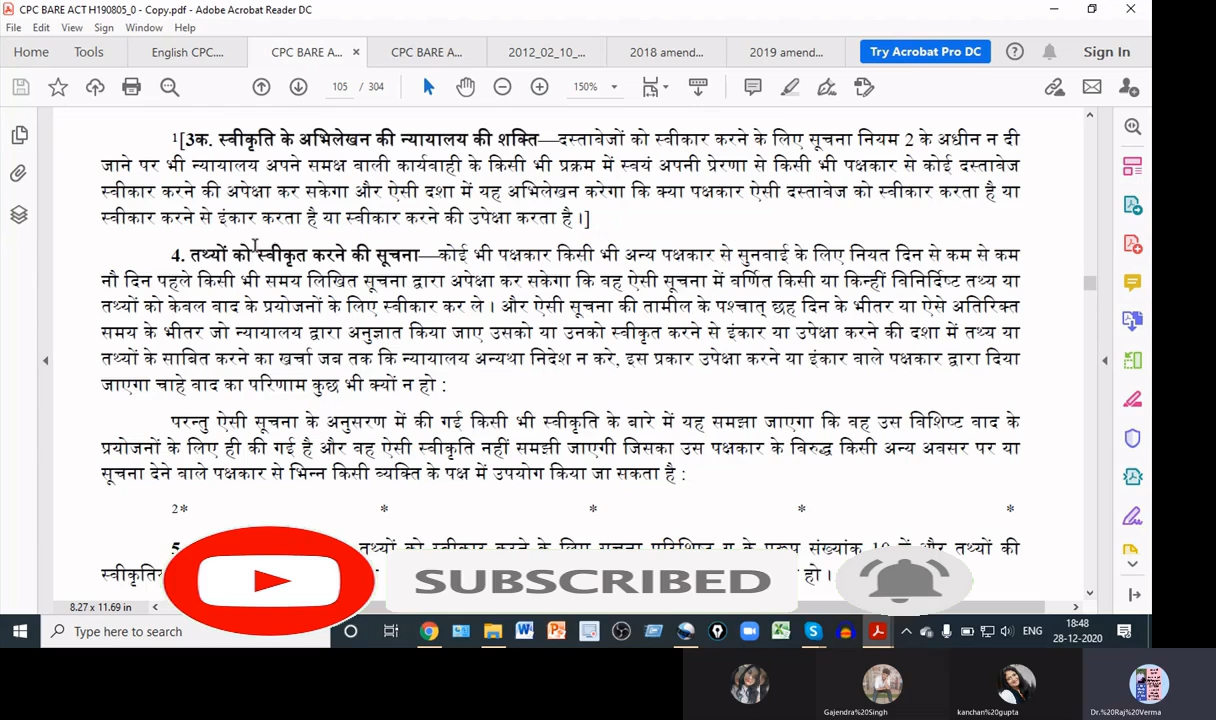 CPC BARE ACT H190805_0 - Copy.pdf - Adobe Acrobat Reader DC
File Edit View Sign Window Help
Home Tools English CPC.... CPC BARE A... × CPC BARE A... 2012_02_10_... 2018 amend... 2019 amend... Try Acrobat Pro DC Sign In
105 / 304 150%
1[3क. स्वीकृति के अभिलेखन की न्यायालय की शक्ति—दस्तावेजों को स्वीकार करने के लिए सूचना नियम 2 के अधीन न दी
जाने पर भी न्यायालय अपने समक्ष वाली कार्यवाही के किसी भी प्रक्रम में स्वयं अपनी प्रेरणा से किसी भी पक्षकार से कोई दस्तावेज
स्वीकार करने की अपेक्षा कर सकेगा और ऐसी दशा में यह अभिलेखन करेगा कि क्या पक्षकार ऐसी दस्तावेज को स्वीकार करता है या
स्वीकार करने से इंकार करता है या स्वीकार करने की उपेक्षा करता है।]
4. तथ्यों को स्वीकृत करने की सूचना—कोई भी पक्षकार किसी भी अन्य पक्षकार से सुनवाई के लिए नियत दिन से कम से कम
नौ दिन पहले किसी भी समय लिखित सूचना द्वारा अपेक्षा कर सकेगा कि वह ऐसी सूचना में वर्णित किसी या किन्हीं विनिर्दिष्ट तथ्य या
तथ्यों को केवल वाद के प्रयोजनों के लिए स्वीकार कर ले। और ऐसी सूचना की तामील के पश्चात् छह दिन के भीतर या ऐसे अतिरिक्त
समय के भीतर जो न्यायालय द्वारा अनुज्ञात किया जाए उसको या उनको स्वीकृत करने से इंकार या उपेक्षा करने की दशा में तथ्य या
तथ्यों के साबित करने का खर्चा जब तक कि न्यायालय अन्यथा निदेश न करे, इस प्रकार उपेक्षा करने या इंकार वाले पक्षकार द्वारा दिया
जाएगा चाहे वाद का परिणाम कुछ भी क्यों न हो :
परन्तु ऐसी सूचना के अनुसरण में की गई किसी भी स्वीकृति के बारे में यह समझा जाएगा कि वह उस विशिष्ट वाद के
प्रयोजनों के लिए ही की गई है और वह ऐसी स्वीकृति नहीं समझी जाएगी जिसका उस पक्षकार के विरुद्ध किसी अन्य अवसर पर या
सूचना देने वाले पक्षकार से भिन्न किसी व्यक्ति के पक्ष में उपयोग किया जा सकता है :
2* * * * *
5. तथ्यों को स्वीकार करने के लिए सूचना परिशिष्ट ग के प्ररूप संख्यांक और तथ्यों की
हो।
SUBSCRIBED
8.27 x 11.69 in
Type here to search ENG 18:48
28-12-2020
Gajendra%20Singh kanchan%20gupta Dr.%20Raj%20Verma